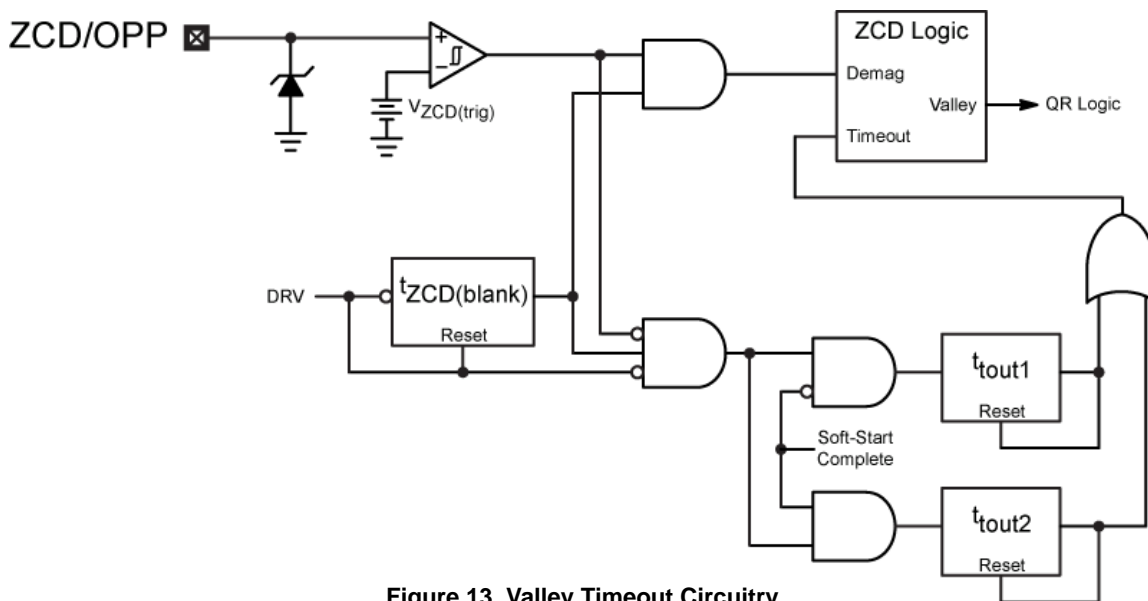 ZCD/OPP
VZCD(trig)
ZCD Logic
Demag
Valley
Timeout
QR Logic
DRV
tZCD(blank)
Reset
ttout1
Reset
Soft-Start
Complete
ttout2
Reset
Figure 13. Valley Timeout Circuitry